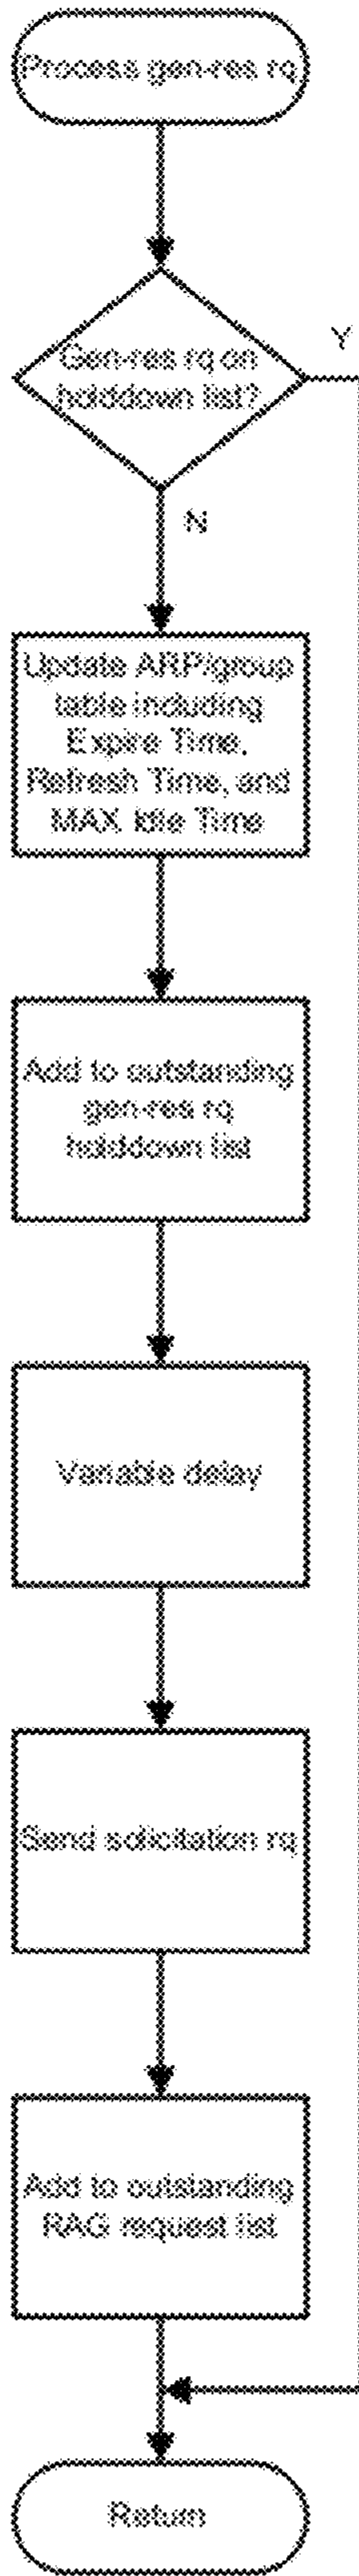 Process gen-res rq
Gen-res rq on
holddown list?
Y
N
Update ARP/group
table including
Expire Time,
Refresh Time, and
MAX Idle Time
Add to outstanding
gen-res rq
holddown list
Variable delay
Send solicitation rq
Add to outstanding
RAG request list
Return